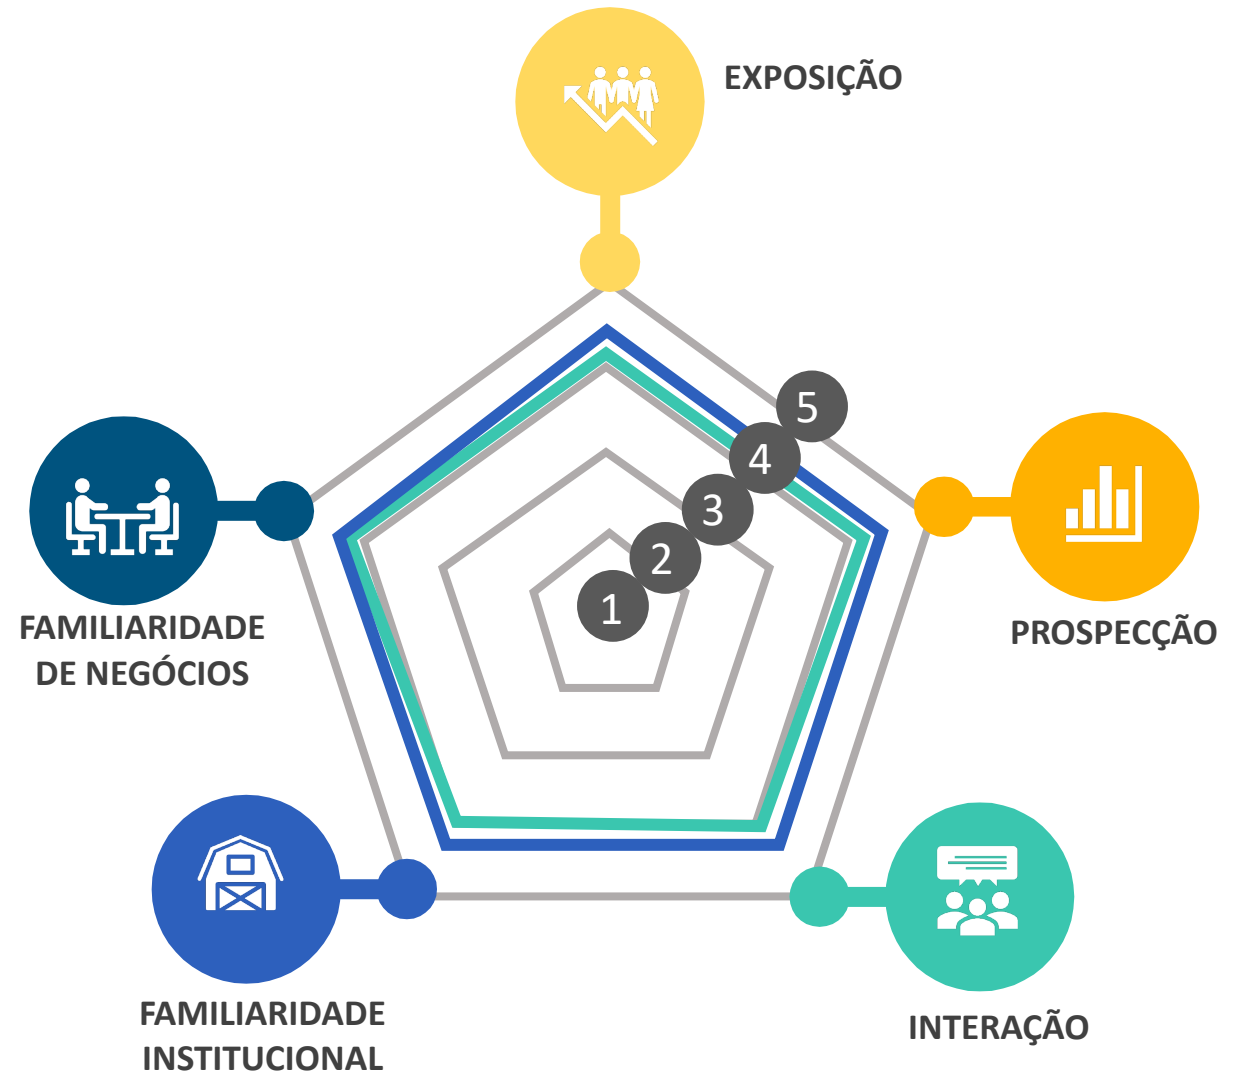 EXPOSIÇÃO
5
4
3
2
1
FAMILIARIDADE
DE NEGÓCIOS
PROSPECÇÃO
FAMILIARIDADE
INSTITUCIONAL
INTERAÇÃO